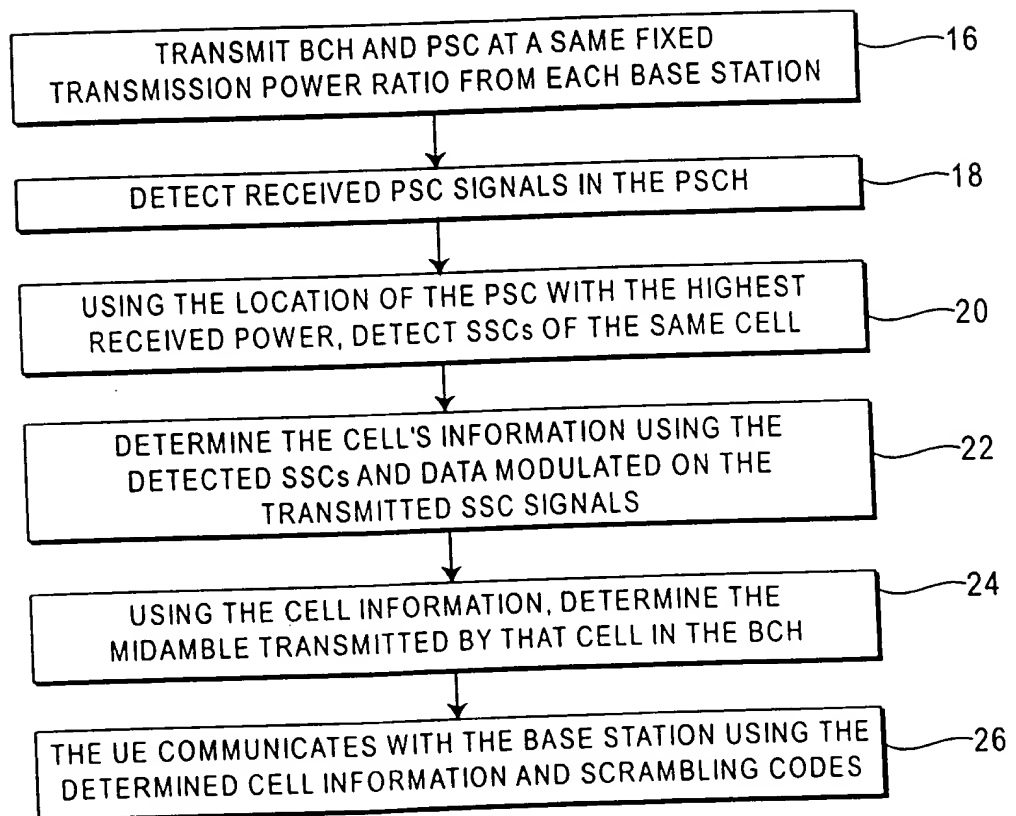 TRANSMIT BCH AND PSC AT A SAME FIXED
TRANSMISSION POWER RATIO FROM EACH BASE STATION
16
DETECT RECEIVED PSC SIGNALS IN THE PSCH
18
USING THE LOCATION OF THE PSC WITH THE HIGHEST
RECEIVED POWER, DETECT SSCs OF THE SAME CELL
20
DETERMINE THE CELL'S INFORMATION USING THE
DETECTED SSCs AND DATA MODULATED ON THE
TRANSMITTED SSC SIGNALS
22
USING THE CELL INFORMATION, DETERMINE THE
MIDAMBLE TRANSMITTED BY THAT CELL IN THE BCH
24
THE UE COMMUNICATES WITH THE BASE STATION USING THE
DETERMINED CELL INFORMATION AND SCRAMBLING CODES
26